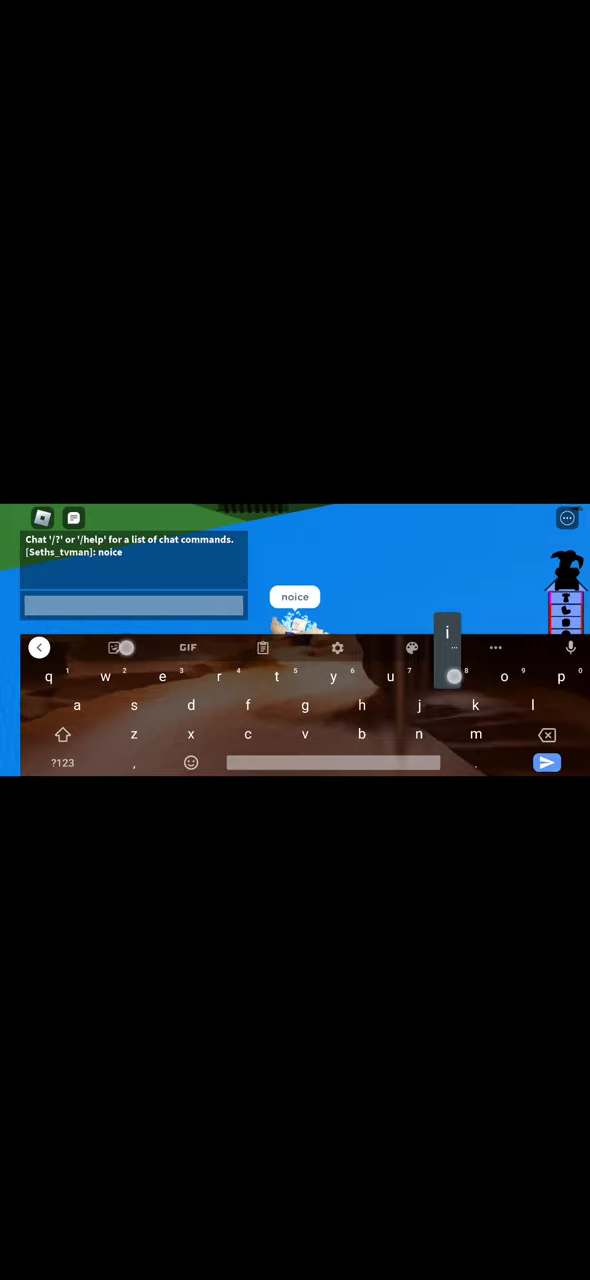 Chat '/?' or '/help' for a list of chat commands.
[Seths_tvman]: noice
noice
i
GIF
q 1 w 2 e 3 r 4 t 5 y 6 u 7 8 o 9 p 0
a s d f g h j k l
z x c v b n m
?123 , .